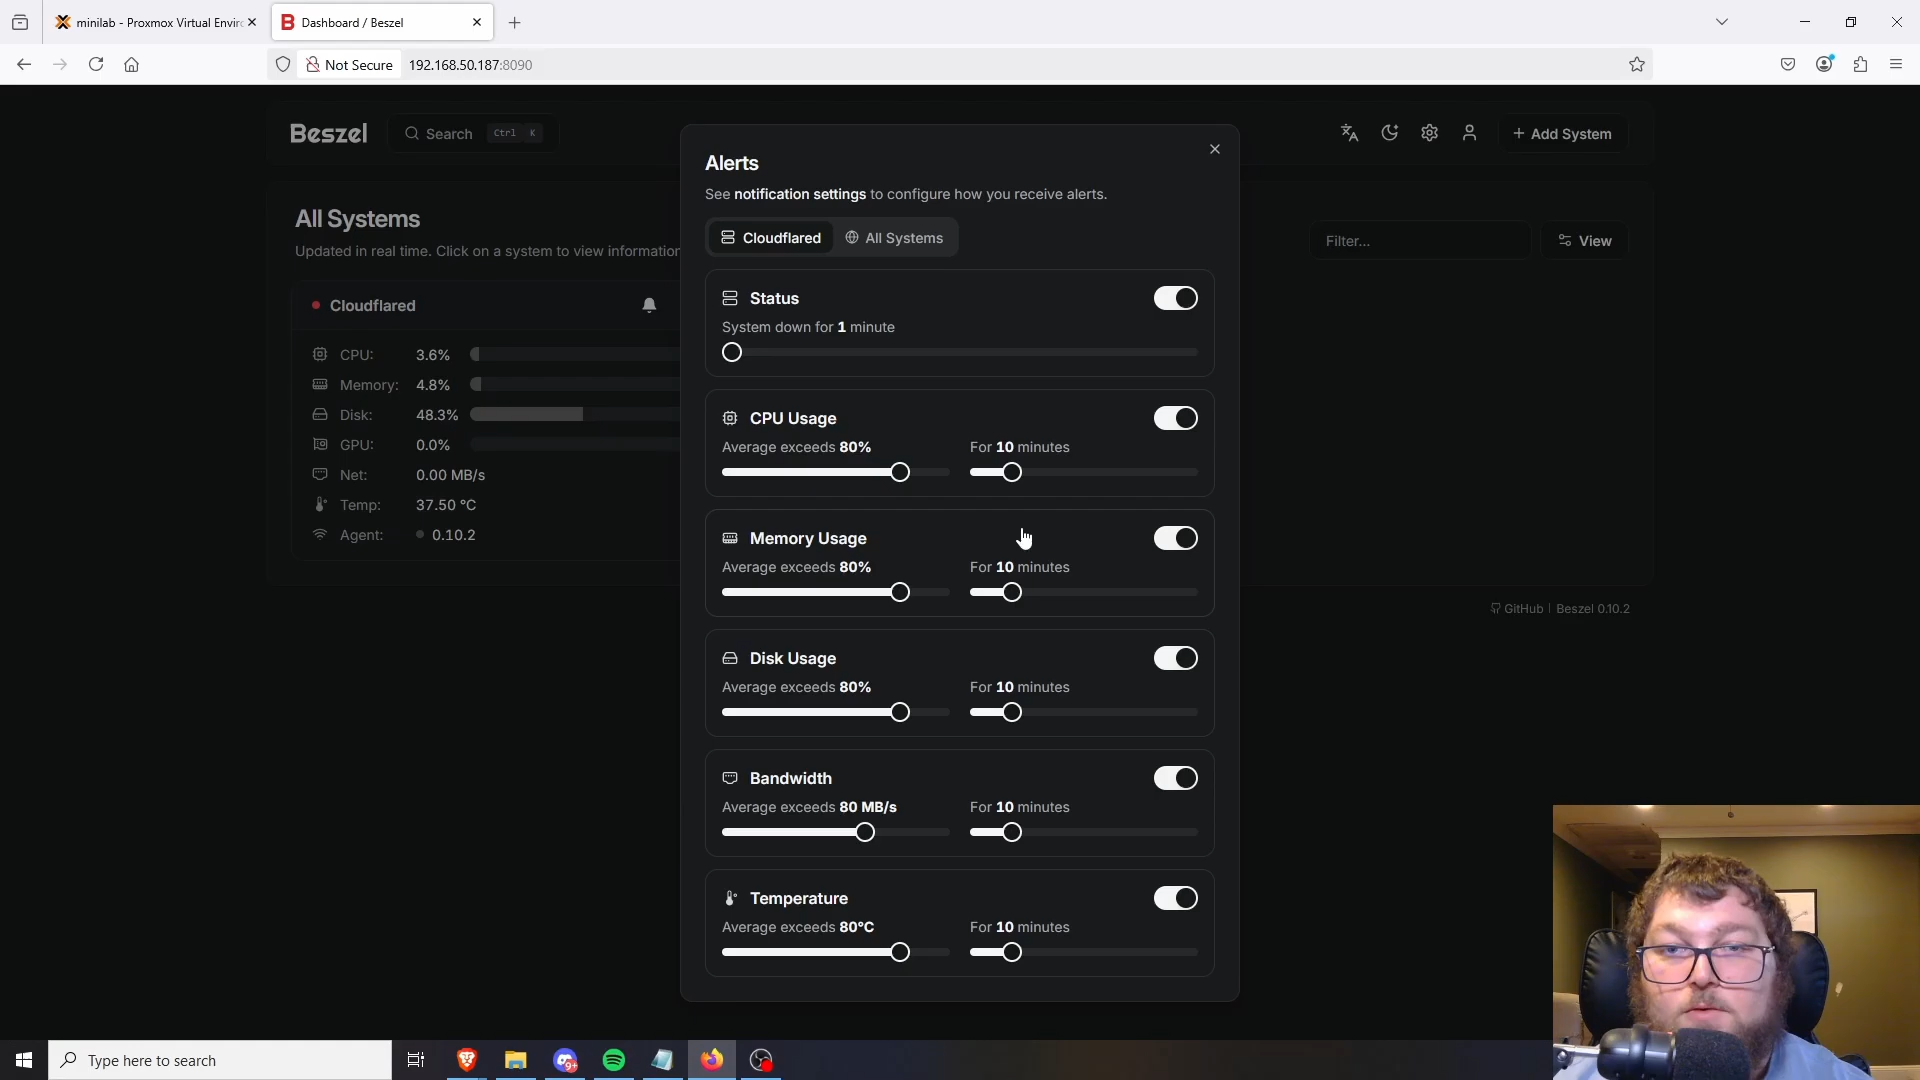 minilab - Proxmox Virtual Envir
Dashboard / Beszel
Not Secure
192.168.50.187:8090
Beszel
Search
Ctrl K
+ Add System
All Systems
Updated in real time. Click on a system to view information
Filter...
View
Cloudflared
CPU: 3.6%
Memory: 4.8%
Disk: 48.3%
GPU: 0.0%
Net: 0.00 MB/s
Temp: 37.50 °C
Agent: 0.10.2
GitHub | Beszel 0.10.2
Alerts
See notification settings to configure how you receive alerts.
Cloudflared
All Systems
Status
System down for 1 minute
CPU Usage
Average exceeds 80%
For 10 minutes
Memory Usage
Average exceeds 80%
For 10 minutes
Disk Usage
Average exceeds 80%
For 10 minutes
Bandwidth
Average exceeds 80 MB/s
For 10 minutes
Temperature
Average exceeds 80°C
For 10 minutes
Type here to search
9+